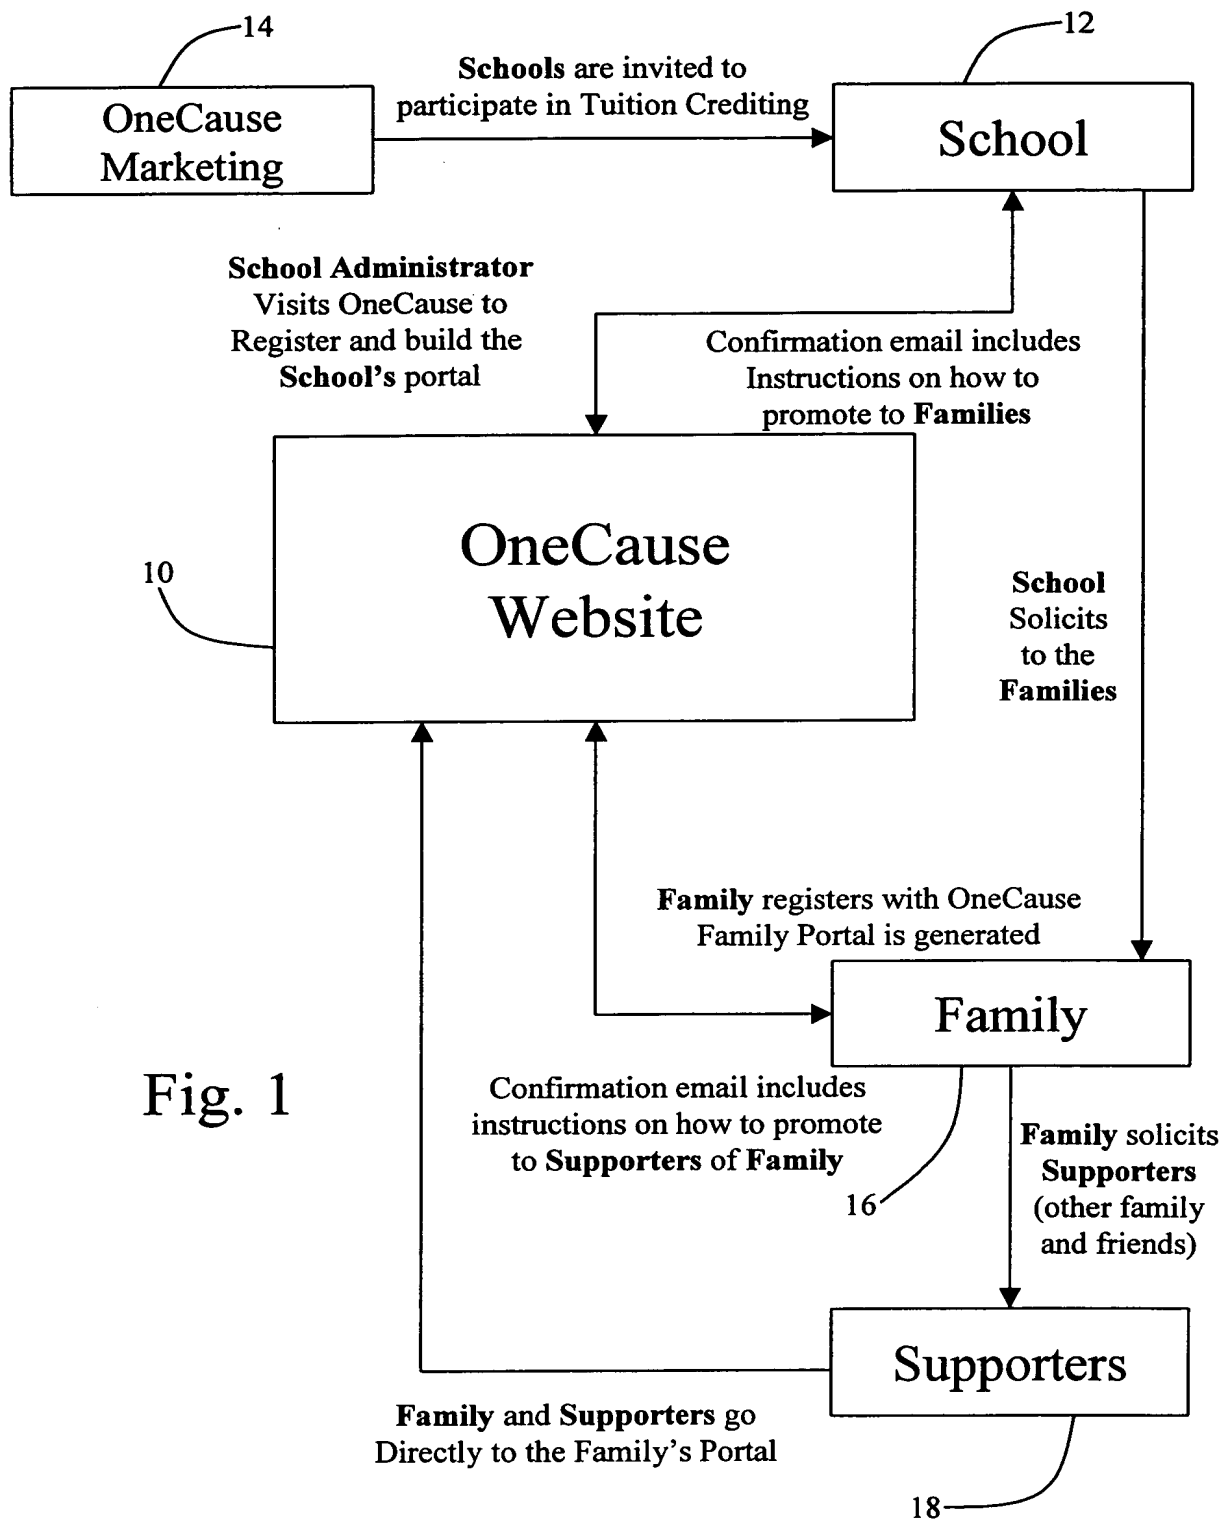 14
12
Schools are invited to
participate in Tuition Crediting
OneCause
Marketing
School
School Administrator
Visits OneCause to
Register and build the
School's portal
Confirmation email includes
Instructions on how to
promote to Families
OneCause
Website
10
School
Solicits
to the
Families
Family registers with OneCause
Family Portal is generated
Family
Fig. 1
Confirmation email includes
instructions on how to promote
to Supporters of Family
16
Family solicits
Supporters
(other family
and friends)
Supporters
Family and Supporters go
Directly to the Family's Portal
18